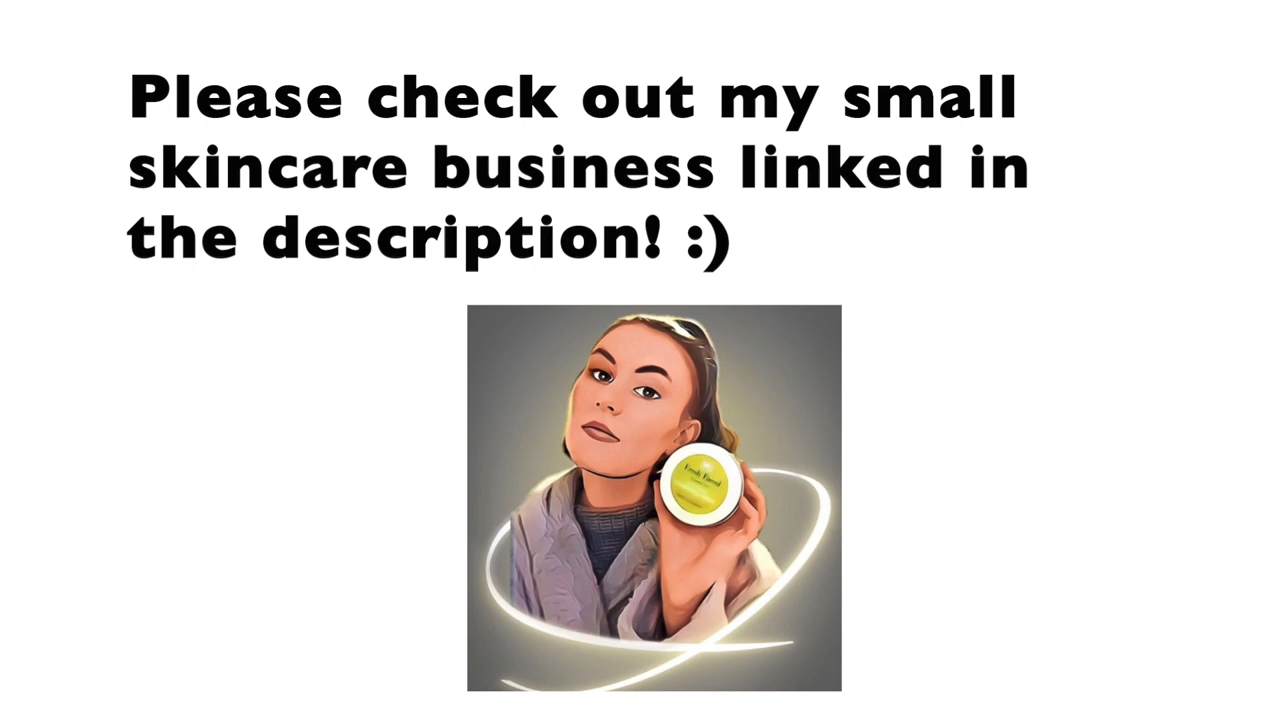 Please check out my small
skincare business linked in
the description! :)